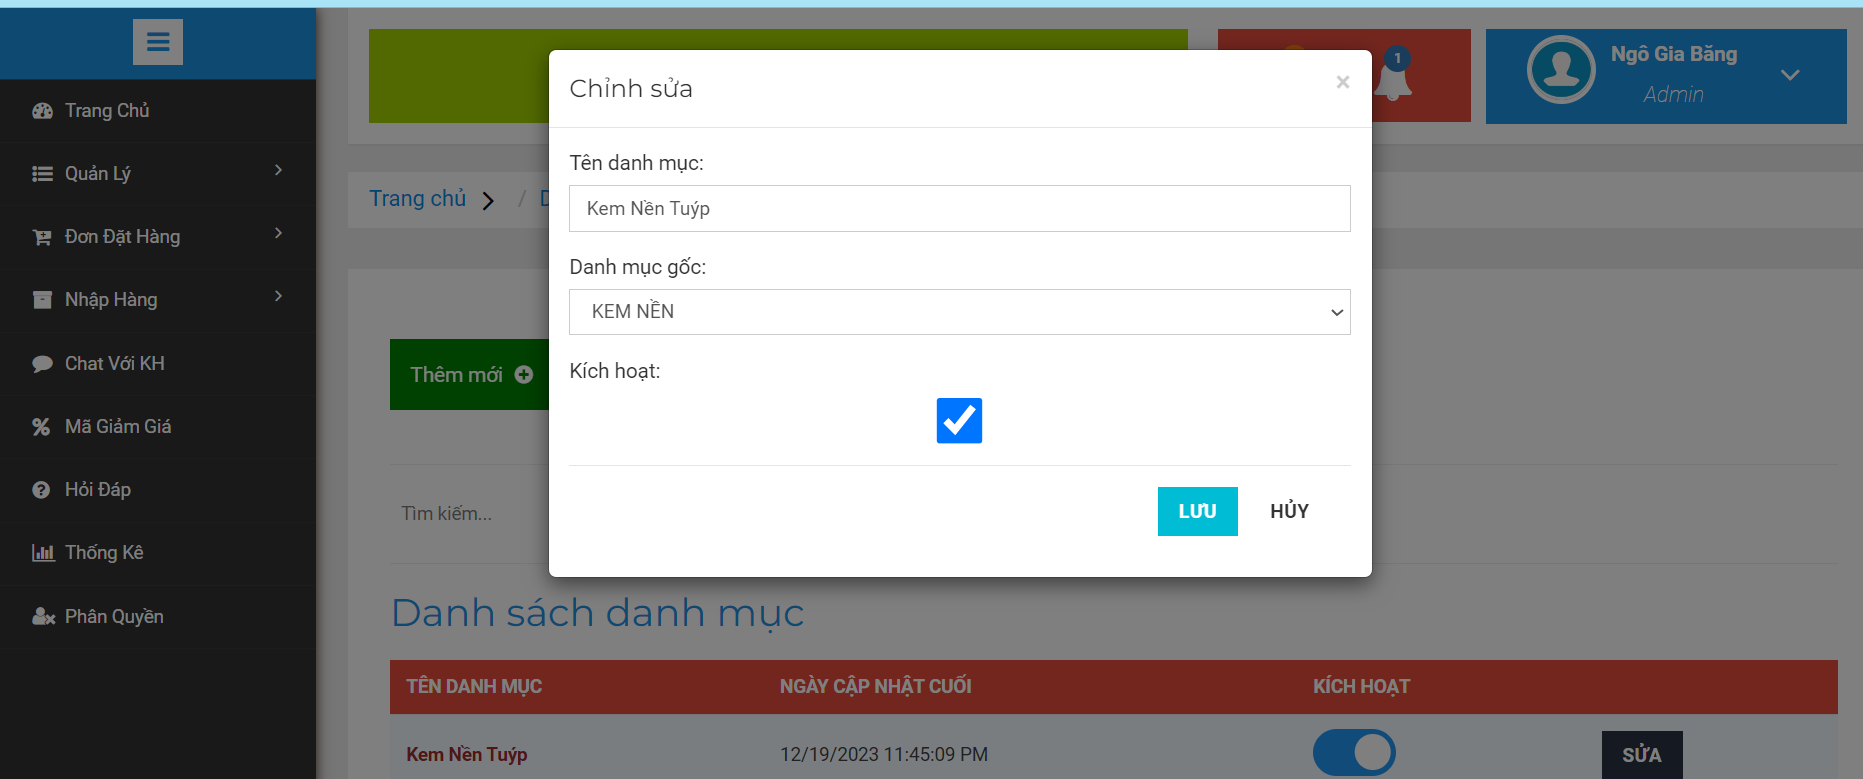 Trang Chủ
Quản Lý
Đơn Đặt Hàng
Nhập Hàng
Chat Với KH
Mã Giảm Giá
Hỏi Đáp
Thống Kê
Phân Quyền
1
Ngô Gia Băng
Admin
Trang chủ / D
Chỉnh sửa ×
Tên danh mục:
Kem Nền Tuýp
Danh mục gốc:
KEM NỀN
Kích hoạt:
LƯU HỦY
Thêm mới
Tìm kiếm...
Danh sách danh mục
TÊN DANH MỤC NGÀY CẬP NHẬT CUỐI KÍCH HOẠT
Kem Nền Tuýp 12/19/2023 11:45:09 PM SỬA